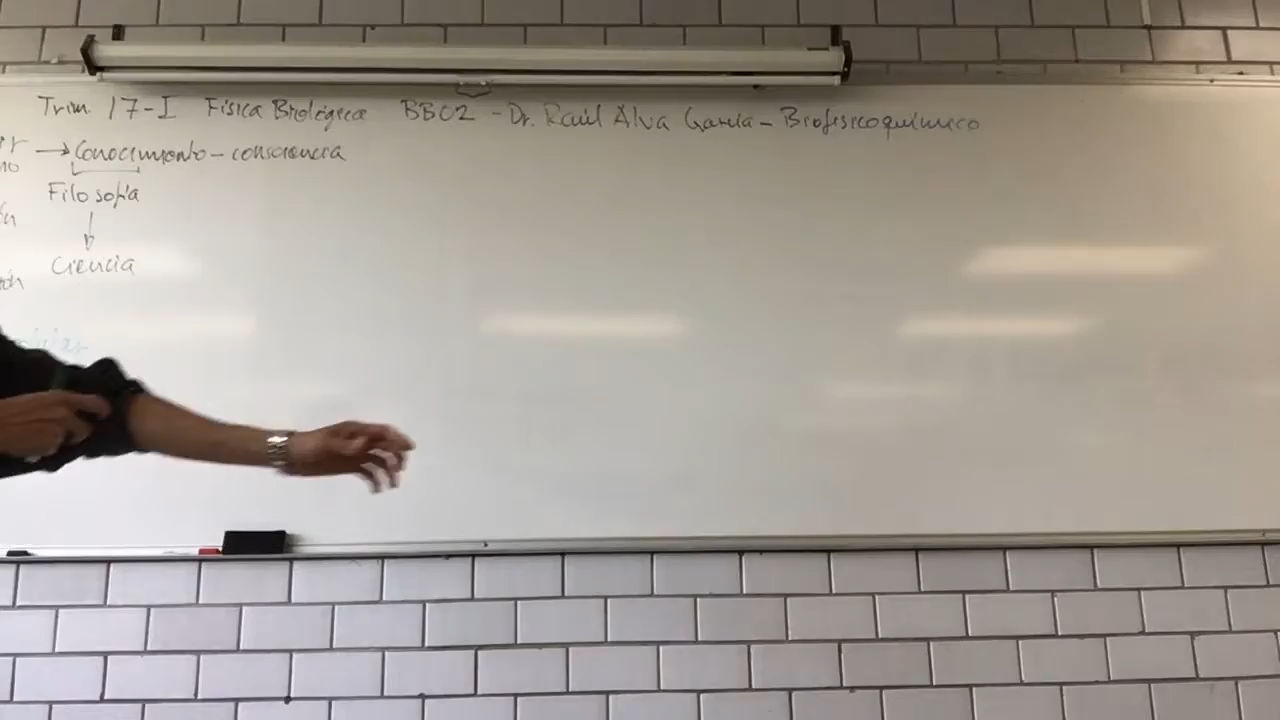 Trim 17-I Física Biológica BB02 - Dr. Raúl Alva García - Biofisicoquímico
→ Conocimiento - consciencia
Filosofía
Ciencia